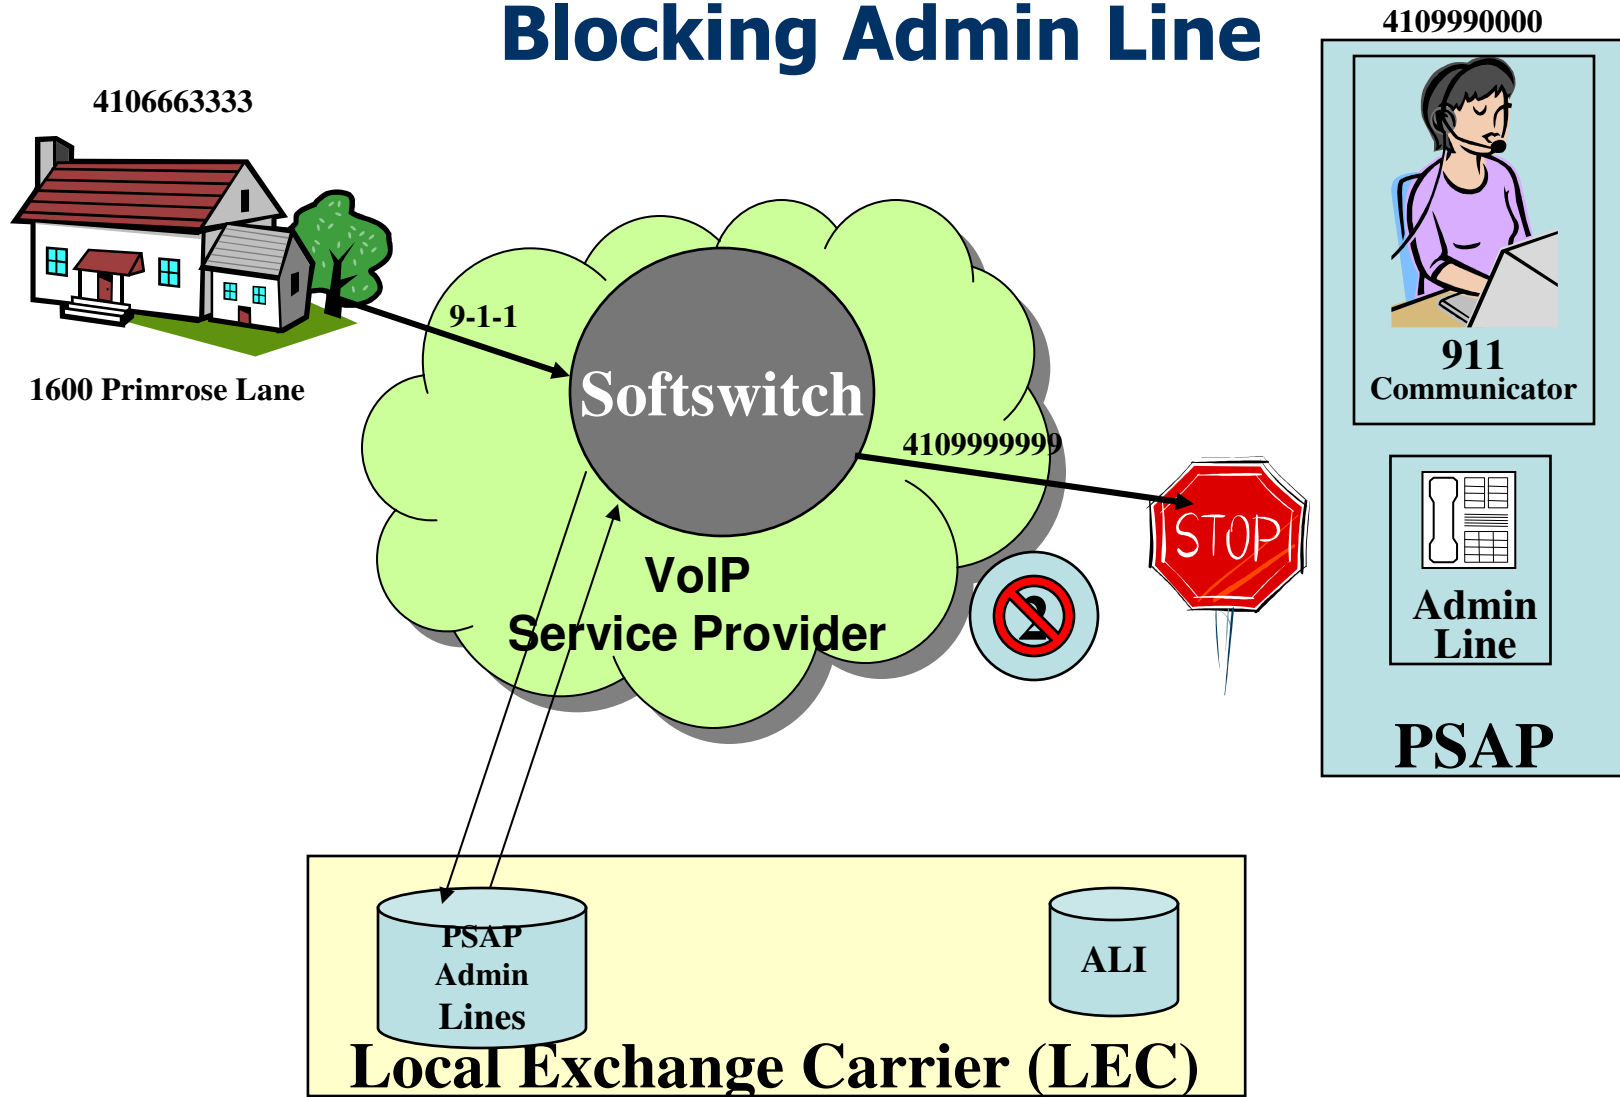 Blocking Admin Line
4109990000
4106663333
9-1-1
1600 Primrose Lane
Softswitch
911
Communicator
4109999999
STOP
VoIP
Service Provider
2
Admin
Line
PSAP
PSAP
Admin
Lines
ALI
Local Exchange Carrier (LEC)